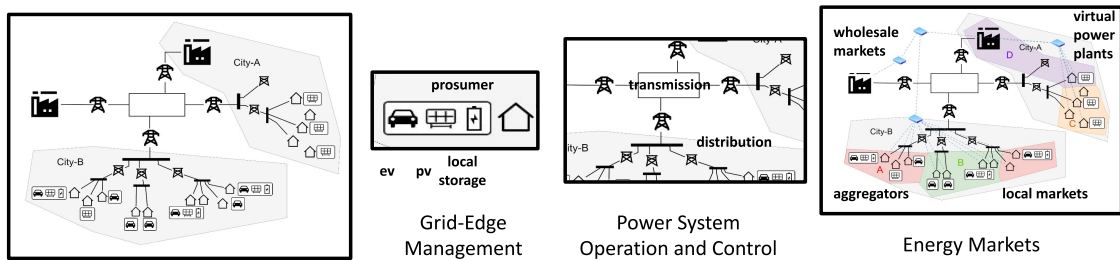 City-A
City-B
prosumer
ev
pv
local
storage
Grid-Edge
Management
City-A
transmission
ity-B
distribution
Power System
Operation and Control
wholesale
markets
virtual
power
plants
City-A
D
C
City-B
A
B
aggregators
local markets
Energy Markets